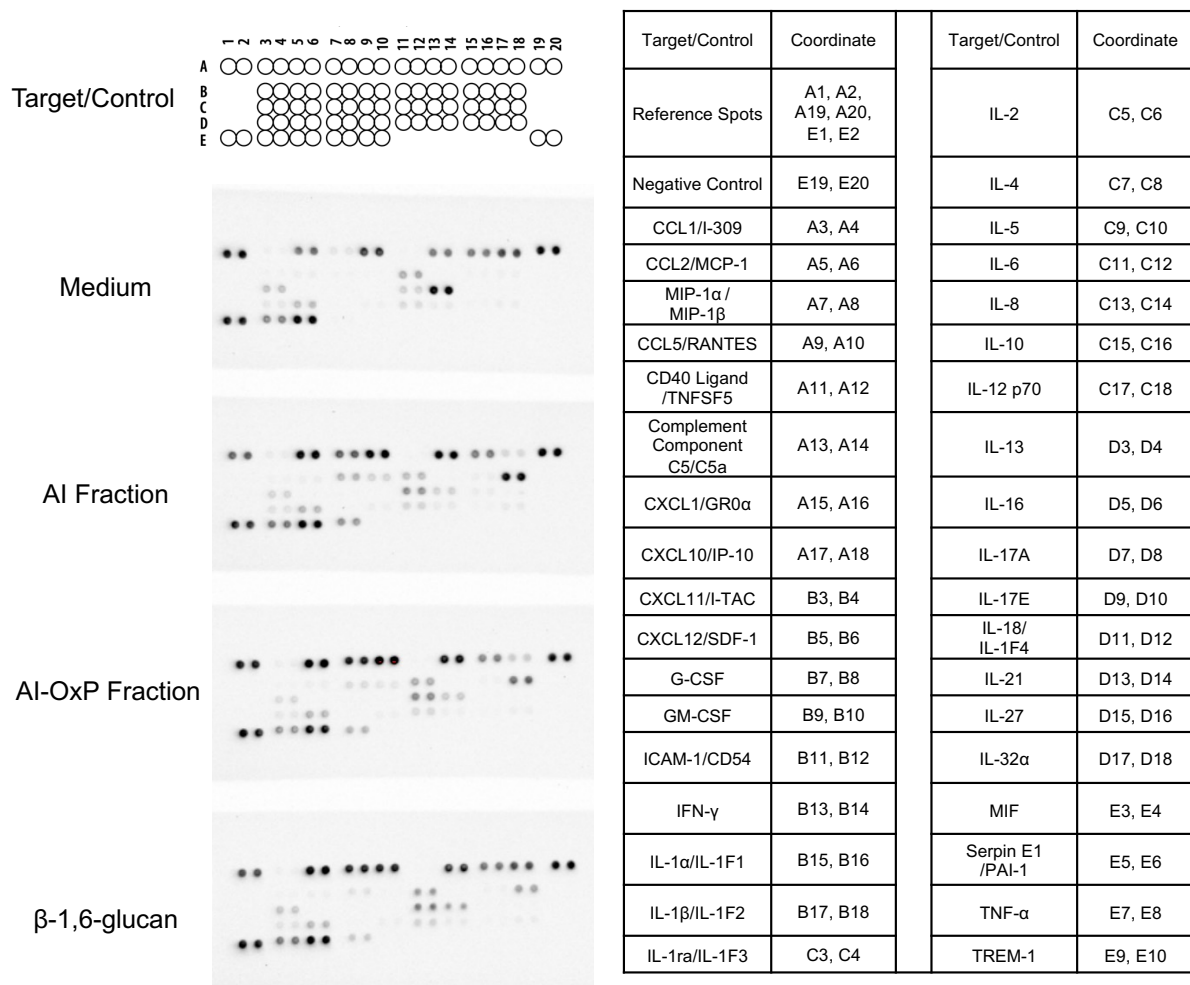 1 2 3 4 5 6 7 8 9 10 11 12 13 14 15 16 17 18 19 20
A
B
C
D
E
Target/Control
Medium
AI Fraction
AI-OxP Fraction
β-1,6-glucan
Target/Control Coordinate Target/Control Coordinate
Reference Spots A1, A2,
A19, A20,
E1, E2 IL-2 C5, C6
Negative Control E19, E20 IL-4 C7, C8
CCL1/I-309 A3, A4 IL-5 C9, C10
CCL2/MCP-1 A5, A6 IL-6 C11, C12
MIP-1α /
MIP-1β A7, A8 IL-8 C13, C14
CCL5/RANTES A9, A10 IL-10 C15, C16
CD40 Ligand
/TNFSF5 A11, A12 IL-12 p70 C17, C18
Complement
Component
C5/C5a A13, A14 IL-13 D3, D4
CXCL1/GR0α A15, A16 IL-16 D5, D6
CXCL10/IP-10 A17, A18 IL-17A D7, D8
CXCL11/I-TAC B3, B4 IL-17E D9, D10
CXCL12/SDF-1 B5, B6 IL-18/
IL-1F4 D11, D12
G-CSF B7, B8 IL-21 D13, D14
GM-CSF B9, B10 IL-27 D15, D16
ICAM-1/CD54 B11, B12 IL-32α D17, D18
IFN-γ B13, B14 MIF E3, E4
IL-1α/IL-1F1 B15, B16 Serpin E1
/PAI-1 E5, E6
IL-1β/IL-1F2 B17, B18 TNF-α E7, E8
IL-1ra/IL-1F3 C3, C4 TREM-1 E9, E10